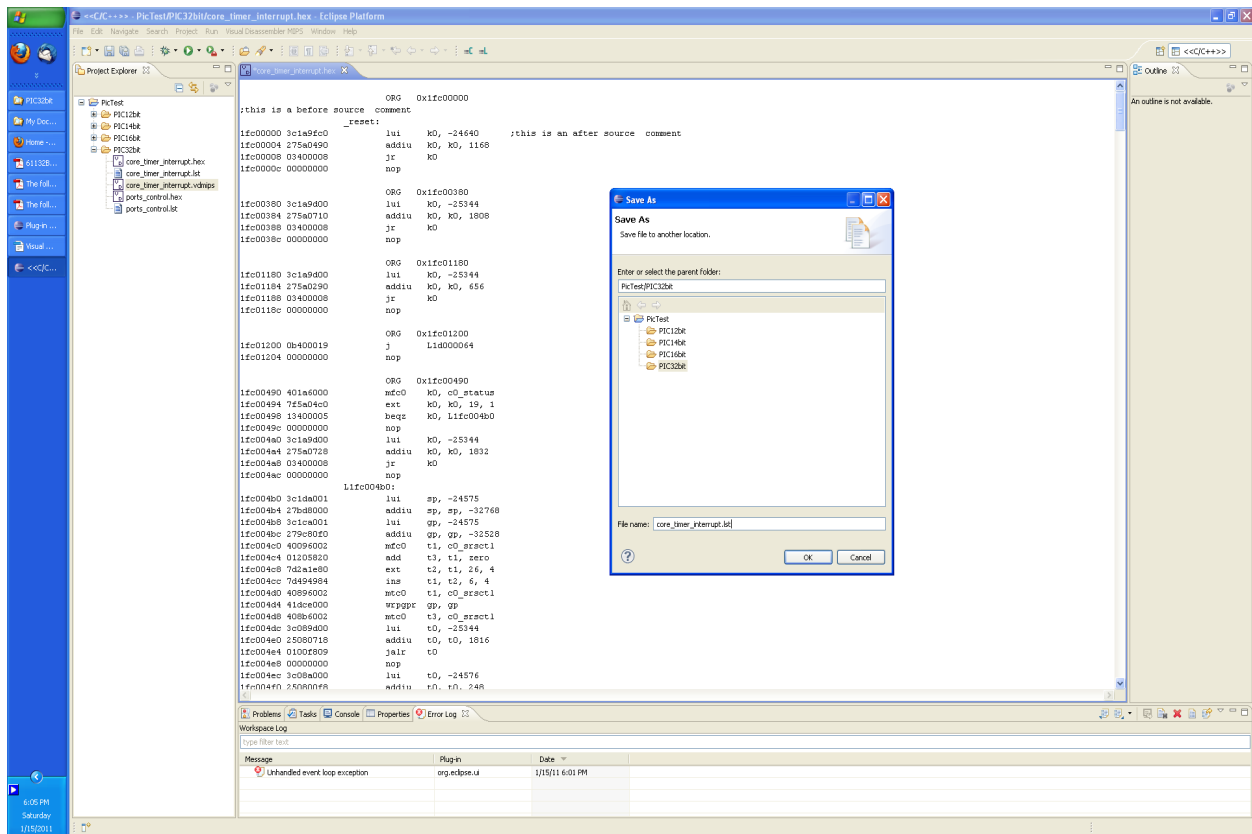 <<C/C++>> - PicTest/PIC32bit/core_timer_interrupt.hex - Eclipse Platform
File Edit Navigate Search Project Run Visual Disassembler MIPS Window Help
<<C/C++>>
Project Explorer
*core_timer_interrupt.hex
Outline
An outline is not available.
PIC32bit
My Doc...
Home -...
61132B...
The foll...
The foll...
Plug-in ...
Visual ...
<<C/C...
6:05 PM
Saturday
1/15/2011
PicTest
PIC12bit
PIC14bit
PIC16bit
PIC32bit
core_timer_interrupt.hex
core_timer_interrupt.lst
core_timer_interrupt.vdmips
ports_control.hex
ports_control.lst
ORG 0x1fc00000
;this is a before source comment
_reset:
1fc00000 3c1a9fc0 lui k0, -24640 ;this is an after source comment
1fc00004 275a0490 addiu k0, k0, 1168
1fc00008 03400008 jr k0
1fc0000c 00000000 nop
ORG 0x1fc00380
1fc00380 3c1a9d00 lui k0, -25344
1fc00384 275a0710 addiu k0, k0, 1808
1fc00388 03400008 jr k0
1fc0038c 00000000 nop
ORG 0x1fc01180
1fc01180 3c1a9d00 lui k0, -25344
1fc01184 275a0290 addiu k0, k0, 656
1fc01188 03400008 jr k0
1fc0118c 00000000 nop
ORG 0x1fc01200
1fc01200 0b400019 j L1d000064
1fc01204 00000000 nop
ORG 0x1fc00490
1fc00490 401a6000 mfc0 k0, c0_status
1fc00494 7f5a04c0 ext k0, k0, 19, 1
1fc00498 13400005 beqz k0, L1fc004b0
1fc0049c 00000000 nop
1fc004a0 3c1a9d00 lui k0, -25344
1fc004a4 275a0728 addiu k0, k0, 1832
1fc004a8 03400008 jr k0
1fc004ac 00000000 nop
L1fc004b0:
1fc004b0 3c1da001 lui sp, -24575
1fc004b4 27bd8000 addiu sp, sp, -32768
1fc004b8 3c1ca001 lui gp, -24575
1fc004bc 279c80f0 addiu gp, gp, -32528
1fc004c0 40096002 mfc0 t1, c0_srsctl
1fc004c4 01205820 add t3, t1, zero
1fc004c8 7d2a1e80 ext t2, t1, 26, 4
1fc004cc 7d494984 ins t1, t2, 6, 4
1fc004d0 40896002 mtc0 t1, c0_srsctl
1fc004d4 41dce000 wrpgpr gp, gp
1fc004d8 408b6002 mtc0 t3, c0_srsctl
1fc004dc 3c089d00 lui t0, -25344
1fc004e0 25080718 addiu t0, t0, 1816
1fc004e4 0100f809 jalr t0
1fc004e8 00000000 nop
1fc004ec 3c08a000 lui t0, -24576
1fc004f0 250800f8 addiu t0, t0, 248
Save As
Save As
Save file to another location.
Enter or select the parent folder:
PicTest/PIC32bit
PicTest
PIC12bit
PIC14bit
PIC16bit
PIC32bit
File name: core_timer_interrupt.lst
OK Cancel
Problems Tasks Console Properties Error Log
Workspace Log
type filter text
Message Plug-in Date
Unhandled event loop exception org.eclipse.ui 1/15/11 6:01 PM